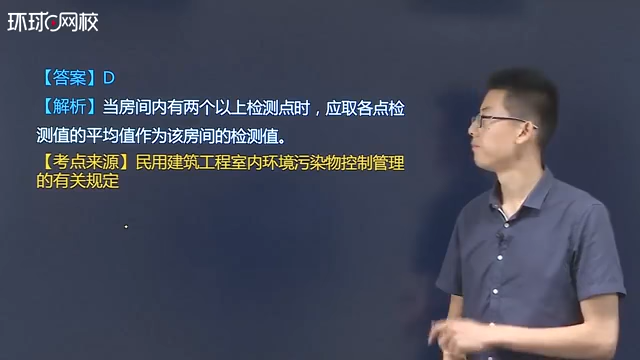 环球网校
【答案】D
【解析】当房间内有两个以上检测点时，应取各点检
测值的平均值作为该房间的检测值。
【考点来源】民用建筑工程室内环境污染物控制管理
的有关规定